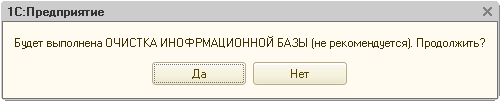 1С:Предприятие
Будет выполнена ОЧИСТКА ИНОФРМАЦИОННОЙ БАЗЫ (не рекомендуется). Продолжить?
Да Нет